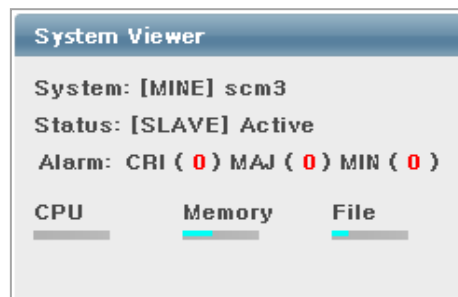 System Viewer
System: [MINE] scm3
Status: [SLAVE] Active
Alarm: CRI ( 0 ) MAJ ( 0 ) MIN ( 0 )
CPU Memory File